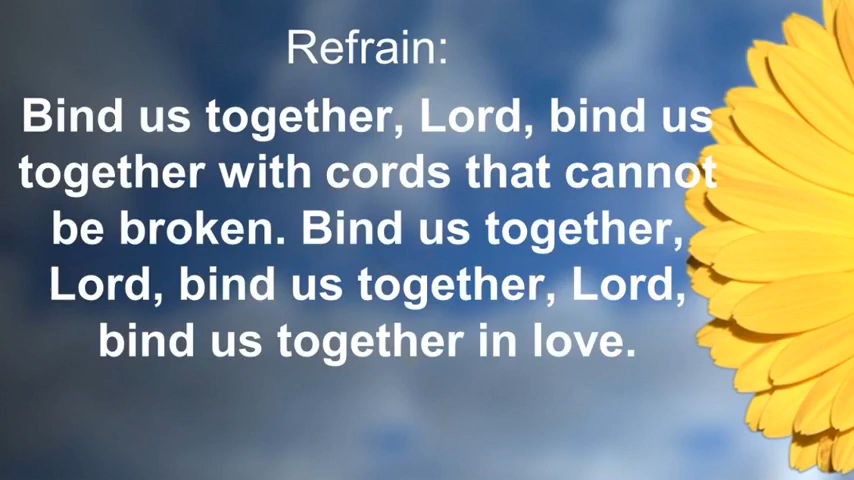 Refrain:
Bind us together, Lord, bind us
together with cords that cannot
be broken. Bind us together,
Lord, bind us together, Lord,
bind us together in love.